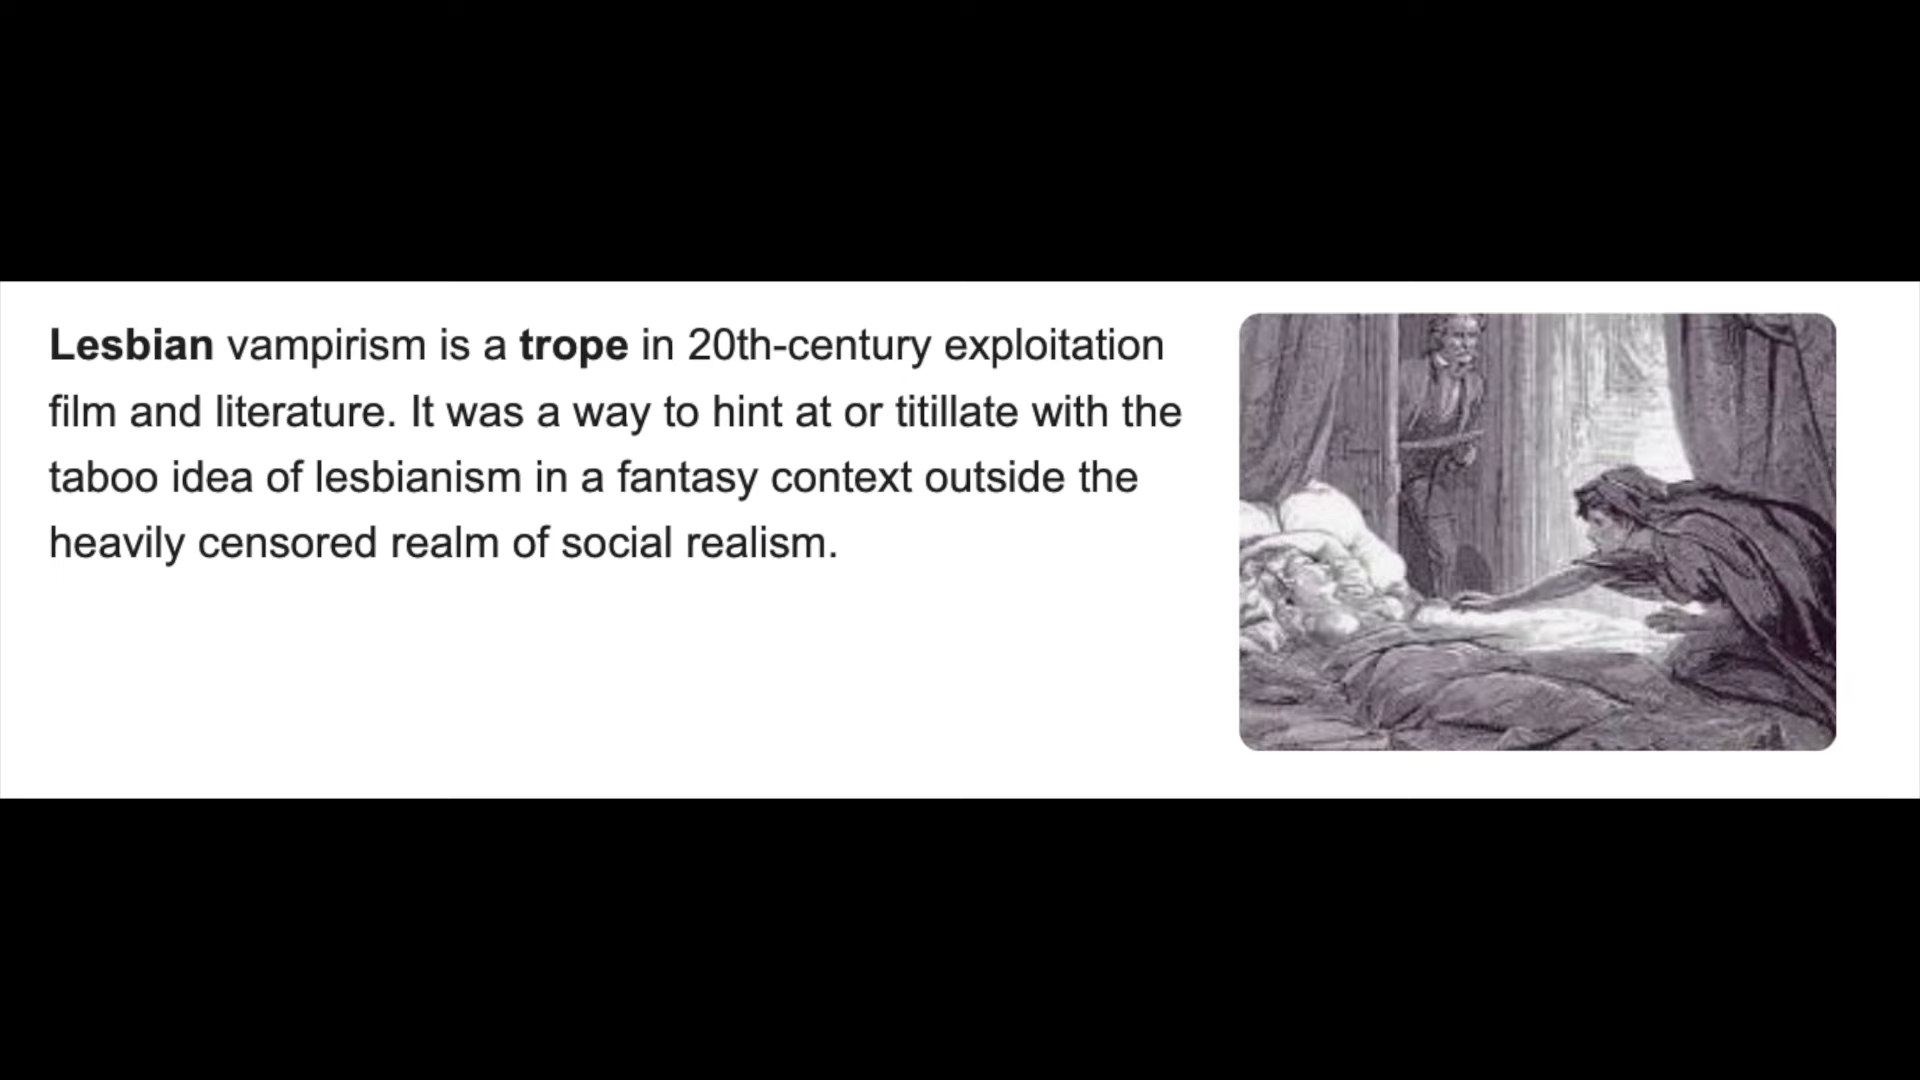 Lesbian vampirism is a trope in 20th-century exploitation
film and literature. It was a way to hint at or titillate with the
taboo idea of lesbianism in a fantasy context outside the
heavily censored realm of social realism.